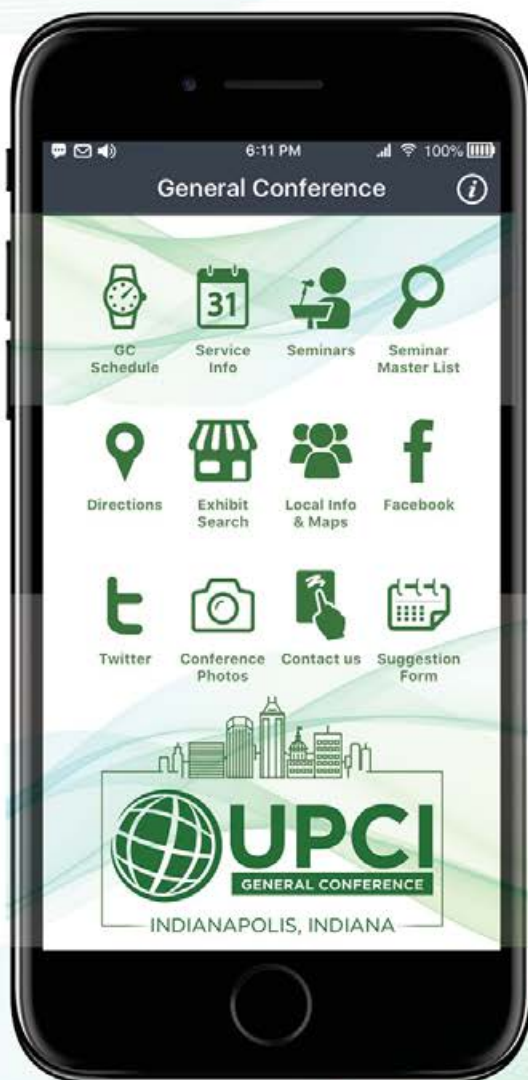 6:11 PM 100%
General Conference i
31
GC
Schedule
Service
Info
Seminars
Seminar
Master List
Directions
Exhibit
Search
Local Info
& Maps
f
Facebook
t
Twitter
Conference
Photos
Contact us
Suggestion
Form
UPCI
GENERAL CONFERENCE
INDIANAPOLIS, INDIANA